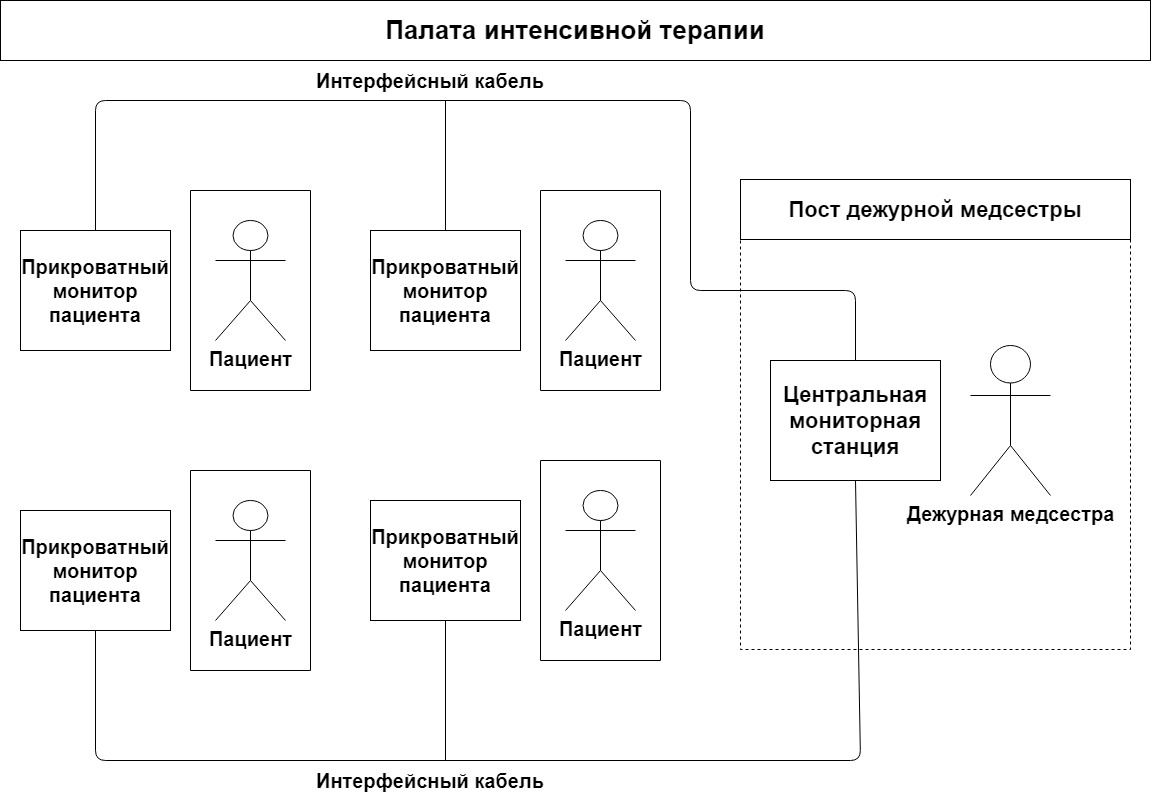 Палата интенсивной терапии
Интерфейсный кабель
Пост дежурной медсестры
Прикроватный
монитор
пациента
Пациент
Прикроватный
монитор
пациента
Пациент
Центральная
мониторная
станция
Дежурная медсестра
Прикроватный
монитор
пациента
Пациент
Прикроватный
монитор
пациента
Пациент
Интерфейсный кабель